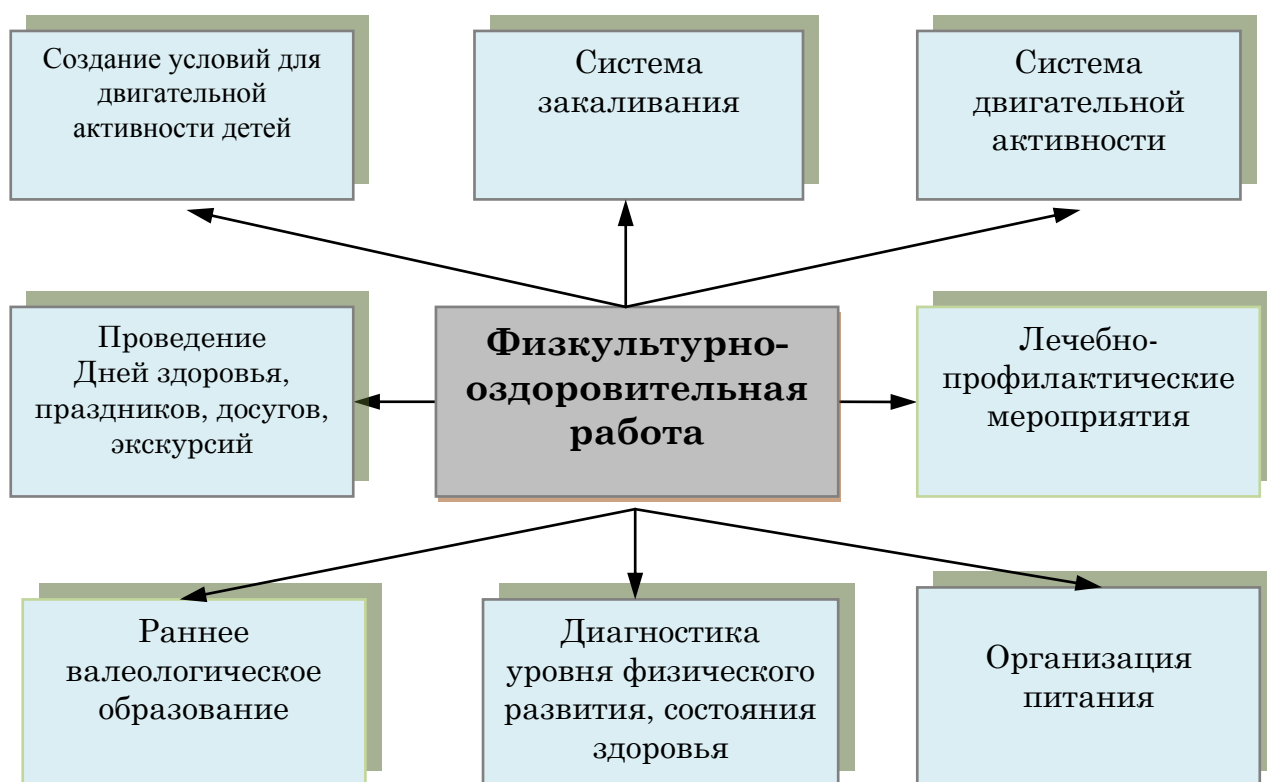 Создание условий для
двигательной
активности детей
Система
закаливания
Система
двигательной
активности
Проведение
Дней здоровья,
праздников, досугов,
экскурсий
Физкультурно-
оздоровительная
работа
Лечебно-
профилактические
мероприятия
Раннее
валеологическое
образование
Диагностика
уровня физического
развития, состояния
здоровья
Организация
питания